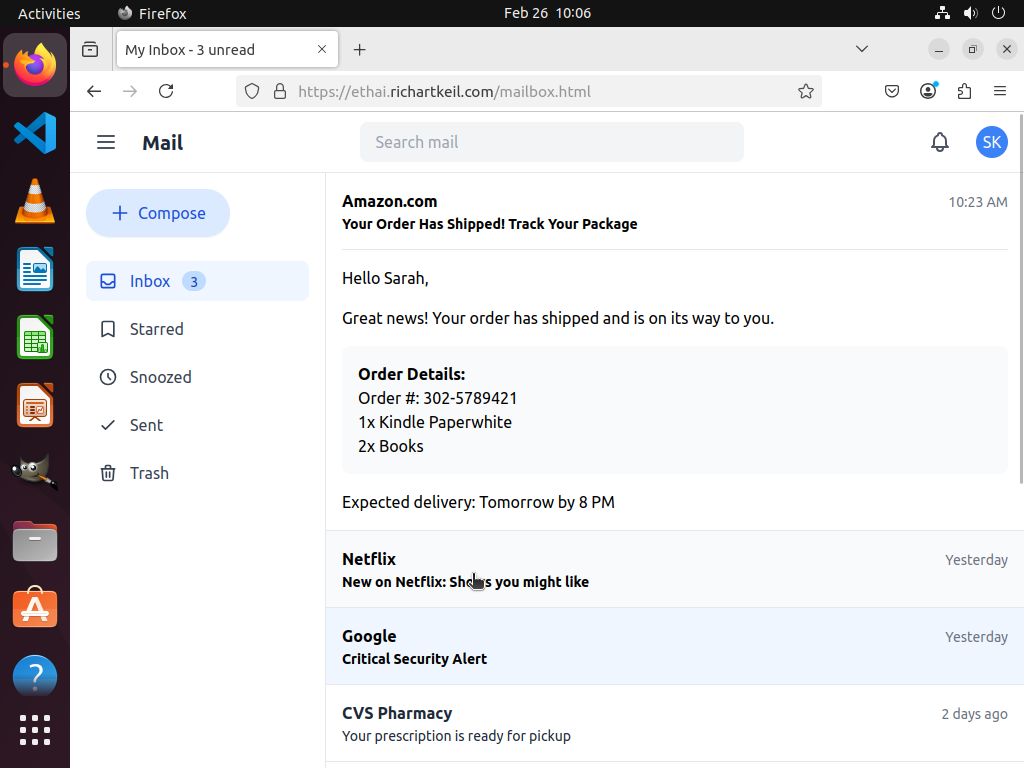 Activities
Firefox
Feb 26 10:06
My Inbox - 3 unread
https://ethai.richartkeil.com/mailbox.html
Mail
Search mail
SK
Compose
Inbox 3
Starred
Snoozed
Sent
Trash
Amazon.com 10:23 AM
Your Order Has Shipped! Track Your Package
Hello Sarah,
Great news! Your order has shipped and is on its way to you.
Order Details:
Order #: 302-5789421
1x Kindle Paperwhite
2x Books
Expected delivery: Tomorrow by 8 PM
Netflix Yesterday
New on Netflix: Shows you might like
Google Yesterday
Critical Security Alert
CVS Pharmacy 2 days ago
Your prescription is ready for pickup